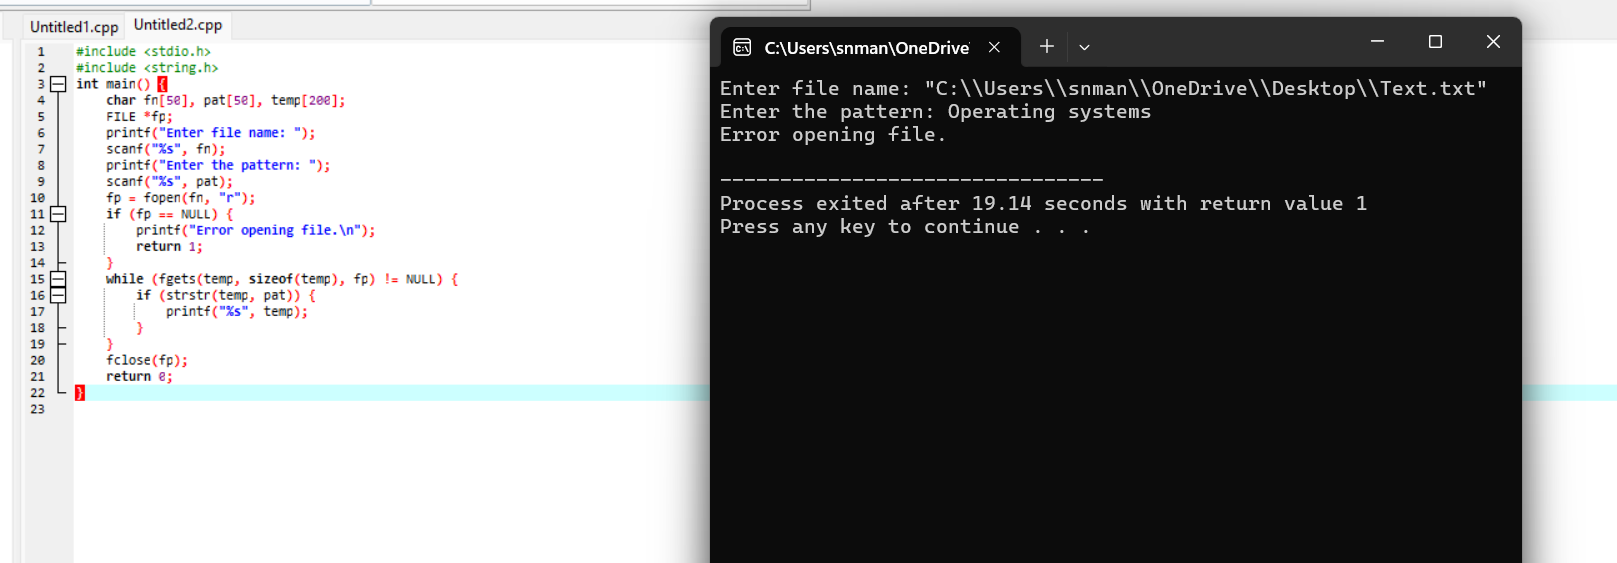 Untitled1.cpp Untitled2.cpp
1 #include <stdio.h>
2 #include <string.h>
3 int main() {
4 char fn[50], pat[50], temp[200];
5 FILE *fp;
6 printf("Enter file name: ");
7 scanf("%s", fn);
8 printf("Enter the pattern: ");
9 scanf("%s", pat);
10 fp = fopen(fn, "r");
11 if (fp == NULL) {
12 printf("Error opening file.\n");
13 return 1;
14 }
15 while (fgets(temp, sizeof(temp), fp) != NULL) {
16 if (strstr(temp, pat)) {
17 printf("%s", temp);
18 }
19 }
20 fclose(fp);
21 return 0;
22 }
23
C:\Users\snman\OneDrive
Enter file name: "C:\\Users\\snman\\OneDrive\\Desktop\\Text.txt"
Enter the pattern: Operating systems
Error opening file.
--------------------------------
Process exited after 19.14 seconds with return value 1
Press any key to continue . . .